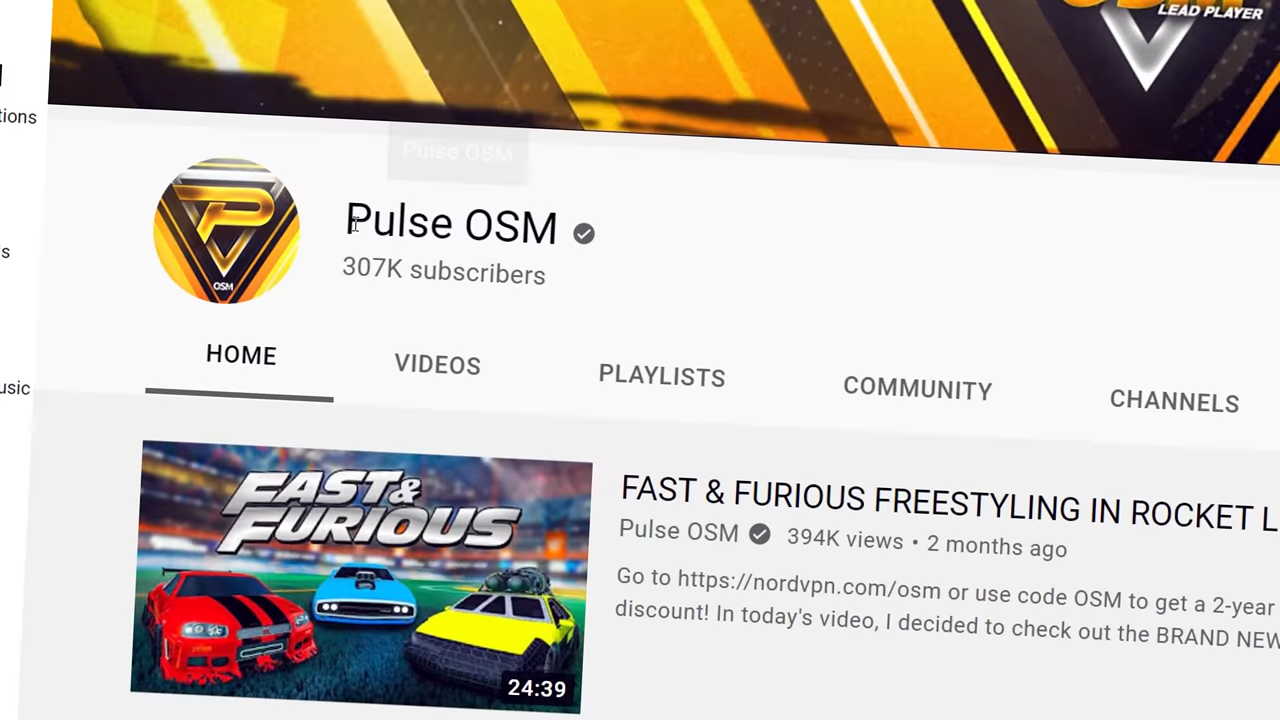 LEAD PLAYER
tions
Pulse OSM
P
OSM
Pulse OSM
307K subscribers
s
usic
HOME
VIDEOS
PLAYLISTS
COMMUNITY
CHANNELS
FAST &
FURIOUS
24:39
FAST & FURIOUS FREESTYLING IN ROCKET L
Pulse OSM 394K views • 2 months ago
Go to https://nordvpn.com/osm or use code OSM to get a 2-year
discount! In today's video, I decided to check out the BRAND NEW